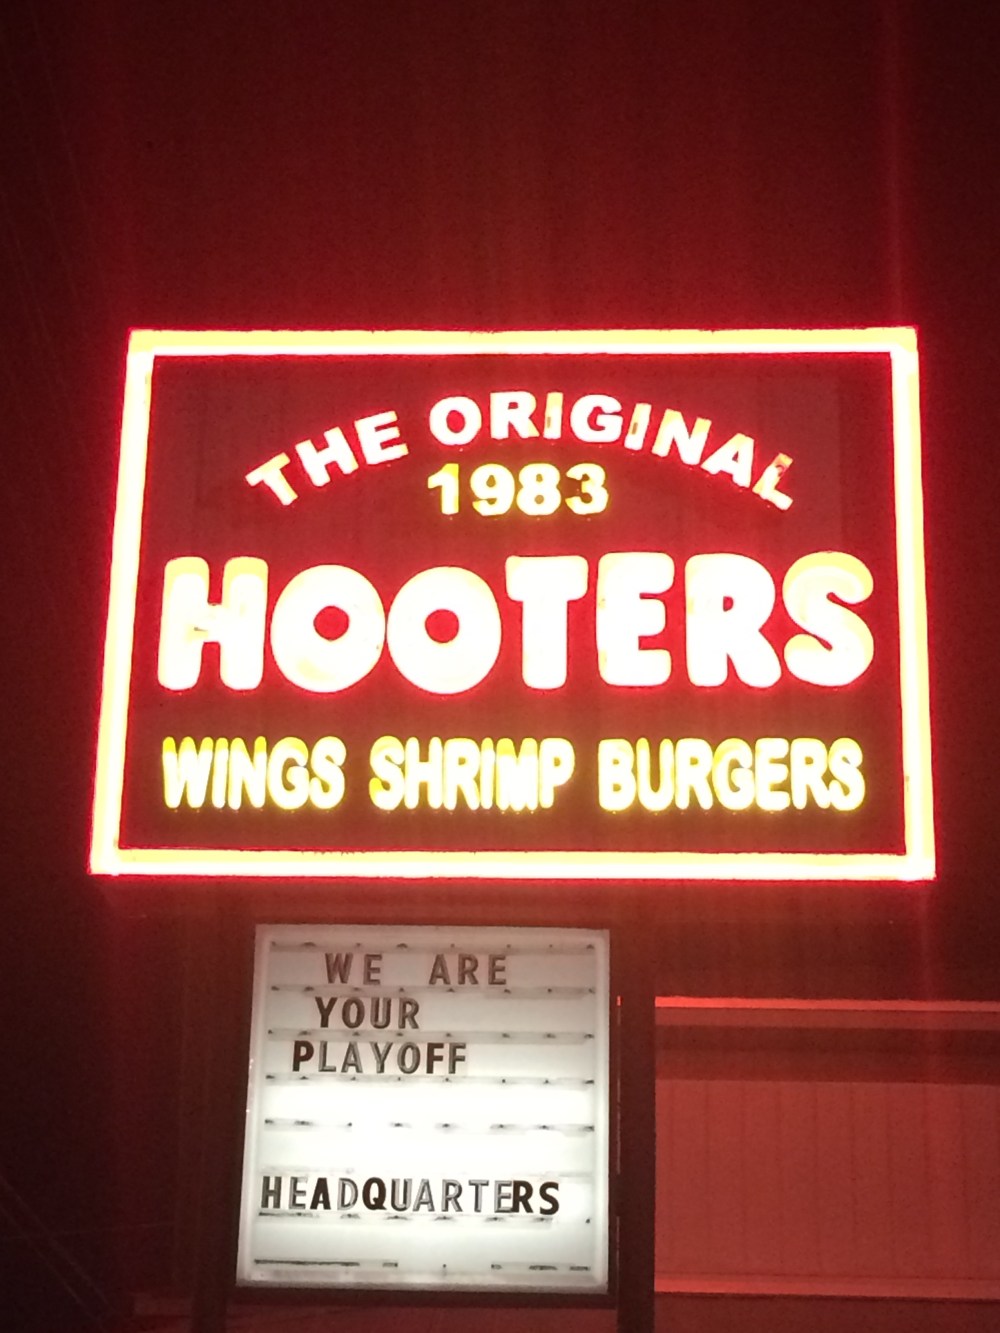 THE ORIGINAL
1983
HOOTERS
WINGS SHRIMP BURGERS
WE ARE
YOUR
PLAYOFF
HEADQUARTERS